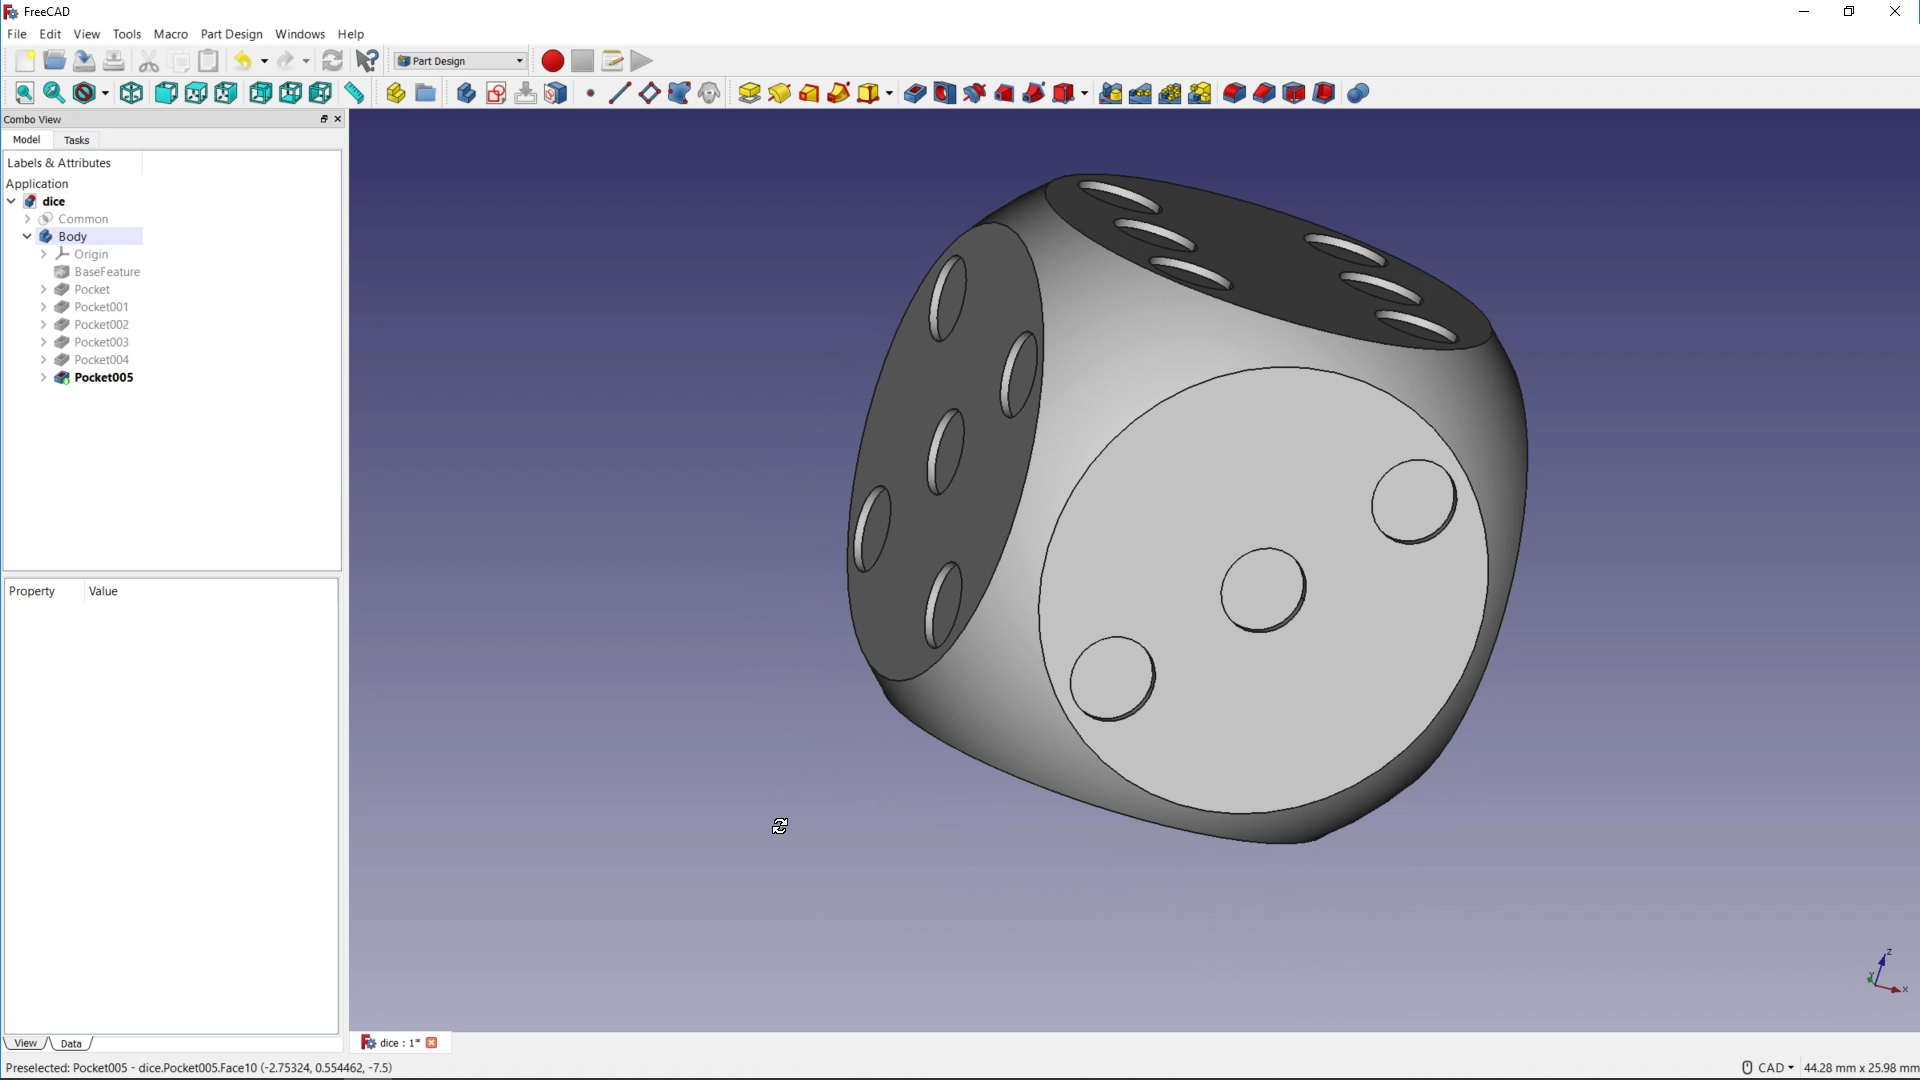 FreeCAD
File Edit View Tools Macro Part Design Windows Help
Part Design
Combo View
Model Tasks
Labels & Attributes
Application
dice
Common
Body
Origin
BaseFeature
Pocket
Pocket001
Pocket002
Pocket003
Pocket004
Pocket005
Property Value
z
Y
x
View Data
dice : 1*
Preselected: Pocket005 - dice.Pocket005.Face10 (-2.75324, 0.554462, -7.5)
CAD 44.28 mm x 25.98 mm